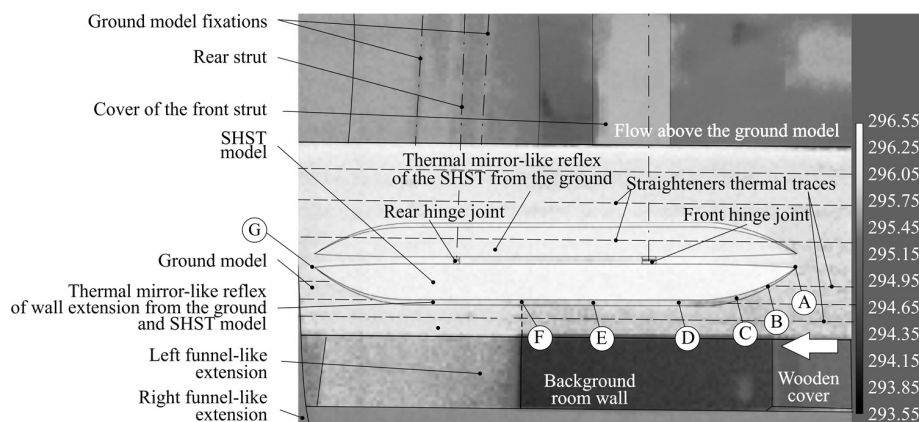 Ground model fixations
Rear strut
Cover of the front strut
SHST
model
G
Ground model
Thermal mirror-like reflex
of wall extension from the ground
and SHST model
Left funnel-like
extension
Right funnel-like
extension
Flow above the ground model
Thermal mirror-like reflex
of the SHST from the ground
Straighteners thermal traces
Rear hinge joint
Front hinge joint
A
B
C
D
E
F
Background
room wall
Wooden
cover
296.55
296.25
296.05
295.75
295.45
295.15
294.95
294.65
294.35
294.15
293.85
293.55